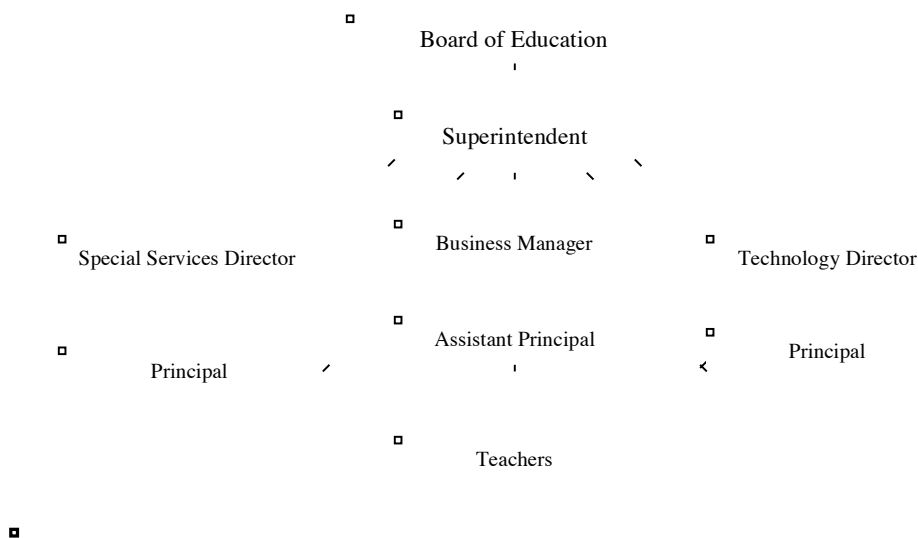 Board of Education
Superintendent
Business Manager
Special Services Director
Technology Director
Assistant Principal
Principal
Principal
Teachers